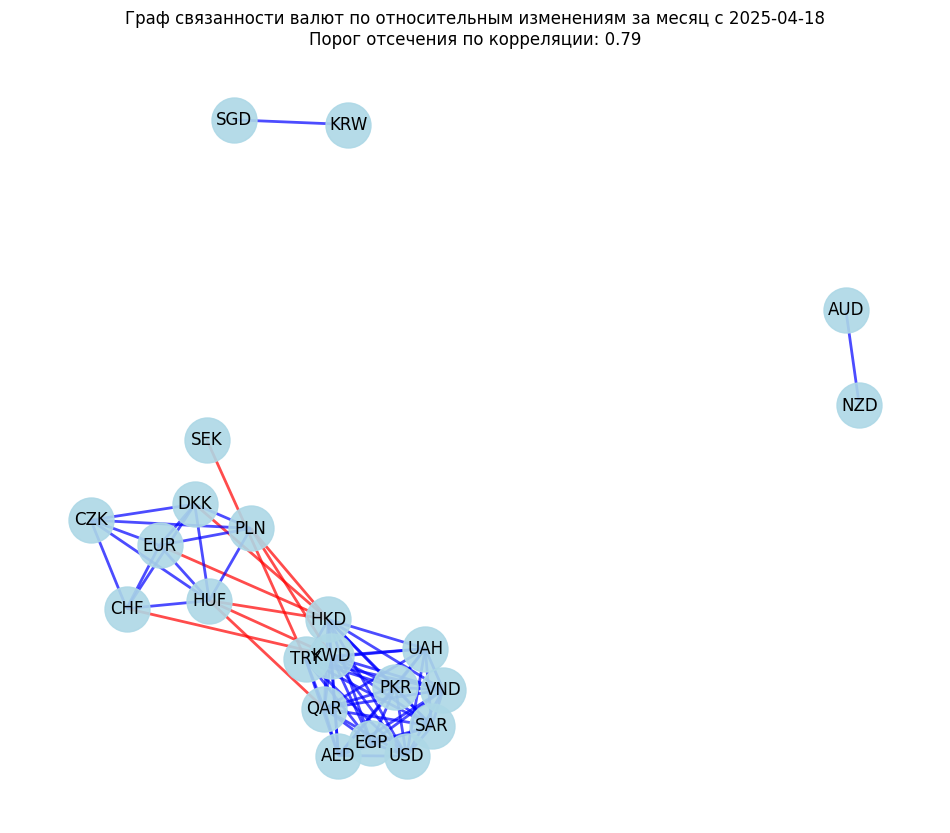 Граф связанности валют по относительным изменениям за месяц с 2025-04-18
Порог отсечения по корреляции: 0.79
SGD
KRW
AUD
NZD
SEK
DKK
CZK
PLN
EUR
HUF
CHF
HKD
UAH
TRY
KWD
PKR
VND
QAR
SAR
EGP
AED
USD